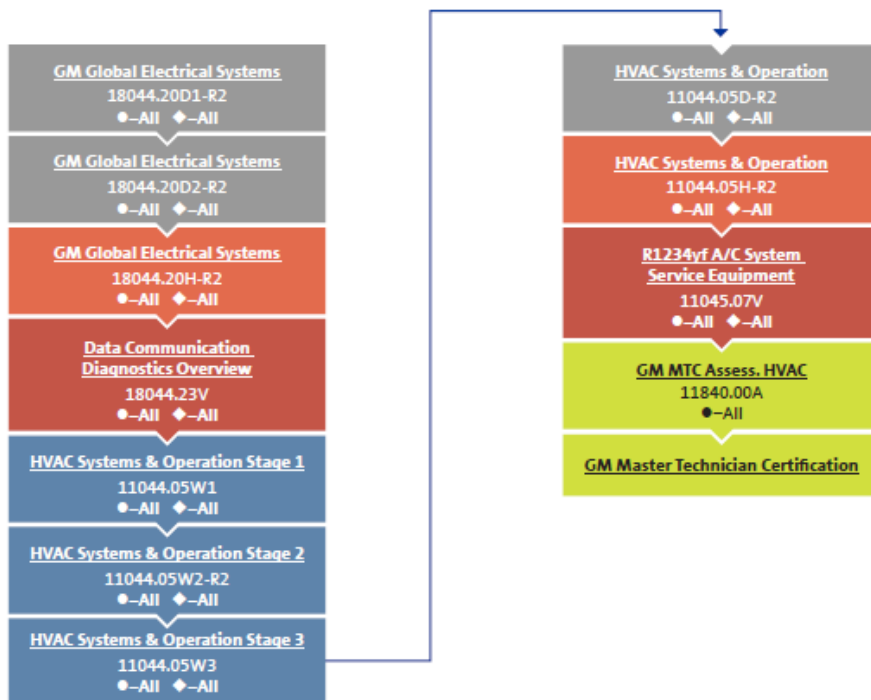 GM Global Electrical Systems
18044.20D1-R2
●–All ◆–All
GM Global Electrical Systems
18044.20D2-R2
●–All ◆–All
GM Global Electrical Systems
18044.20H-R2
●–All ◆–All
Data Communication
Diagnostics Overview
18044.23V
●–All ◆–All
HVAC Systems & Operation Stage 1
11044.05W1
●–All ◆–All
HVAC Systems & Operation Stage 2
11044.05W2-R2
●–All ◆–All
HVAC Systems & Operation Stage 3
11044.05W3
●–All ◆–All
HVAC Systems & Operation
11044.05D-R2
●–All ◆–All
HVAC Systems & Operation
11044.05H-R2
●–All ◆–All
R1234yf A/C System
Service Equipment
11045.07V
●–All ◆–All
GM MTC Assess. HVAC
11840.00A
●–All
GM Master Technician Certification